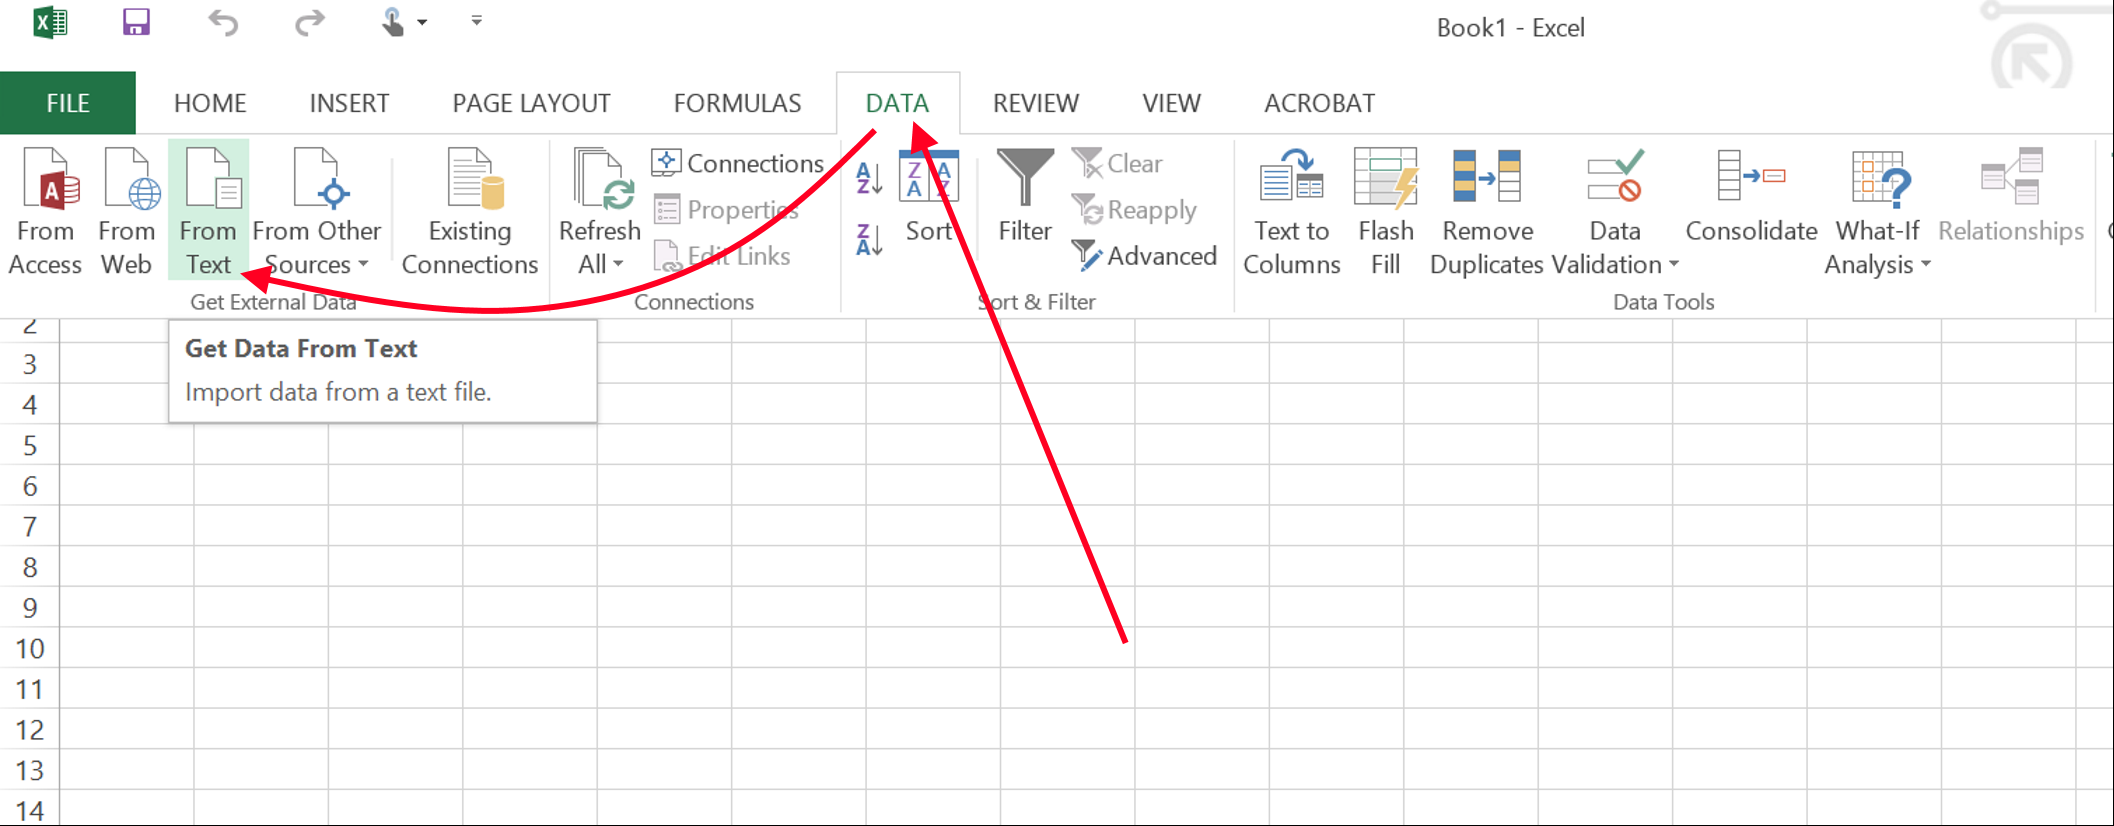 Book1 - Excel
FILE HOME INSERT PAGE LAYOUT FORMULAS DATA REVIEW VIEW ACROBAT
From Access
From Web
From Text
From Other Sources
Existing Connections
Get External Data
Refresh All
Connections
Properties
Edit Links
Connections
A Z
Z A
Z A A Z
Sort
Filter
Clear
Reapply
Advanced
Sort & Filter
Text to Columns
Flash Fill
Remove Duplicates
Data Validation
Consolidate
What-If Analysis
Relationships
Data Tools
Get Data From Text
Import data from a text file.
2
3
4
5
6
7
8
9
10
11
12
13
14